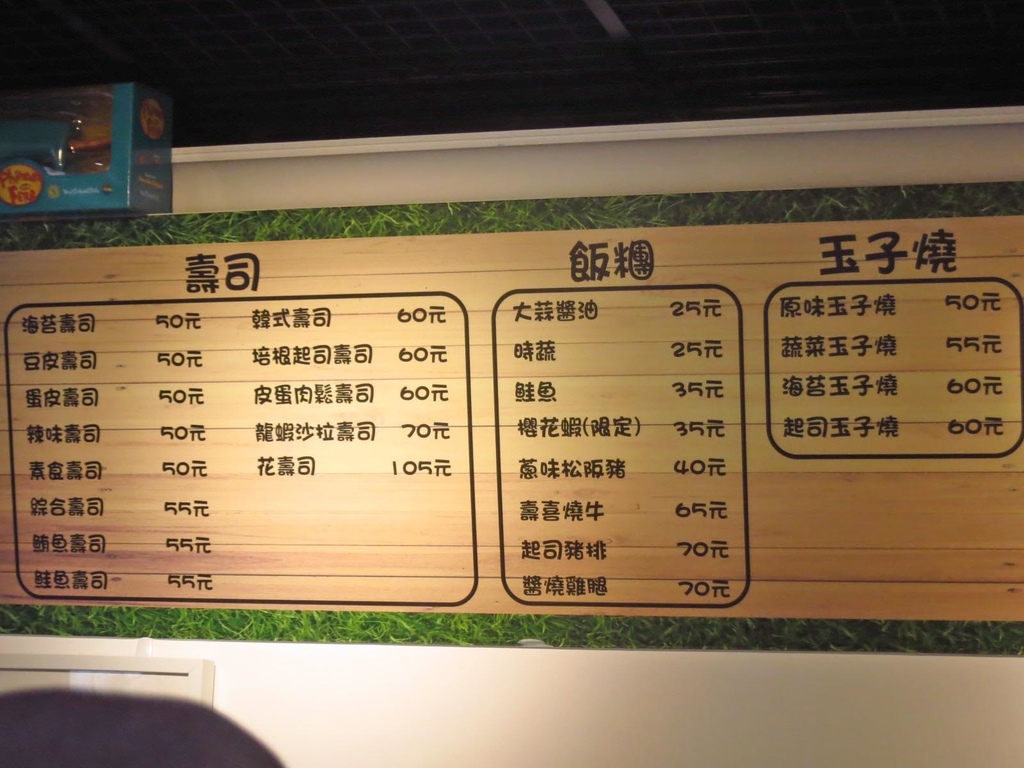 壽司
海苔壽司 50元
豆皮壽司 50元
蛋皮壽司 50元
辣味壽司 50元
素食壽司 50元
綜合壽司 55元
鮪魚壽司 55元
鮭魚壽司 55元
韓式壽司 60元
培根起司壽司 60元
皮蛋肉鬆壽司 60元
龍蝦沙拉壽司 70元
花壽司 105元
飯糰
大蒜醬油 25元
時蔬 25元
鮭魚 35元
櫻花蝦(限定) 35元
蔥味松阪豬 40元
壽喜燒牛 65元
起司豬排 70元
醬燒雞腿 70元
玉子燒
原味玉子燒 50元
蔬菜玉子燒 55元
海苔玉子燒 60元
起司玉子燒 60元